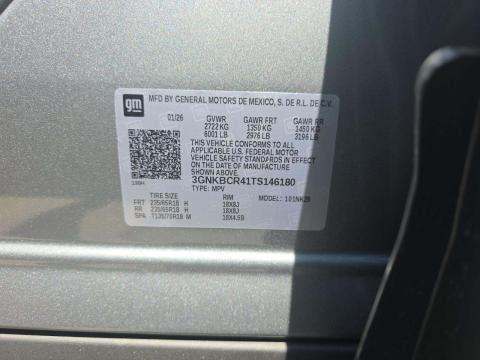 gm
MFD BY GENERAL MOTORS DE MEXICO, S. DE R.L. DE C.V.
01/26 GVWR GAWR FRT GAWR RR
2722 KG 1350 KG 1450 KG
6001 LB 2976 LB 3196 LB
THIS VEHICLE CONFORMS TO ALL APPLICABLE
U.S. FEDERAL MOTOR VEHICLE SAFETY AND
THEFT PREVENTION STANDARDS IN EFFECT
ON THE DATE OF MANUFACTURE
SHOWN ABOVE.
3GNKBCR41TS146180
TYPE: MPV
TIRE SIZE RIM MODEL:
FRT 235/65R18 H 18X8J
RR 235/65R18 H 18X8J
SPA T135/70R18 M 18X4.5B